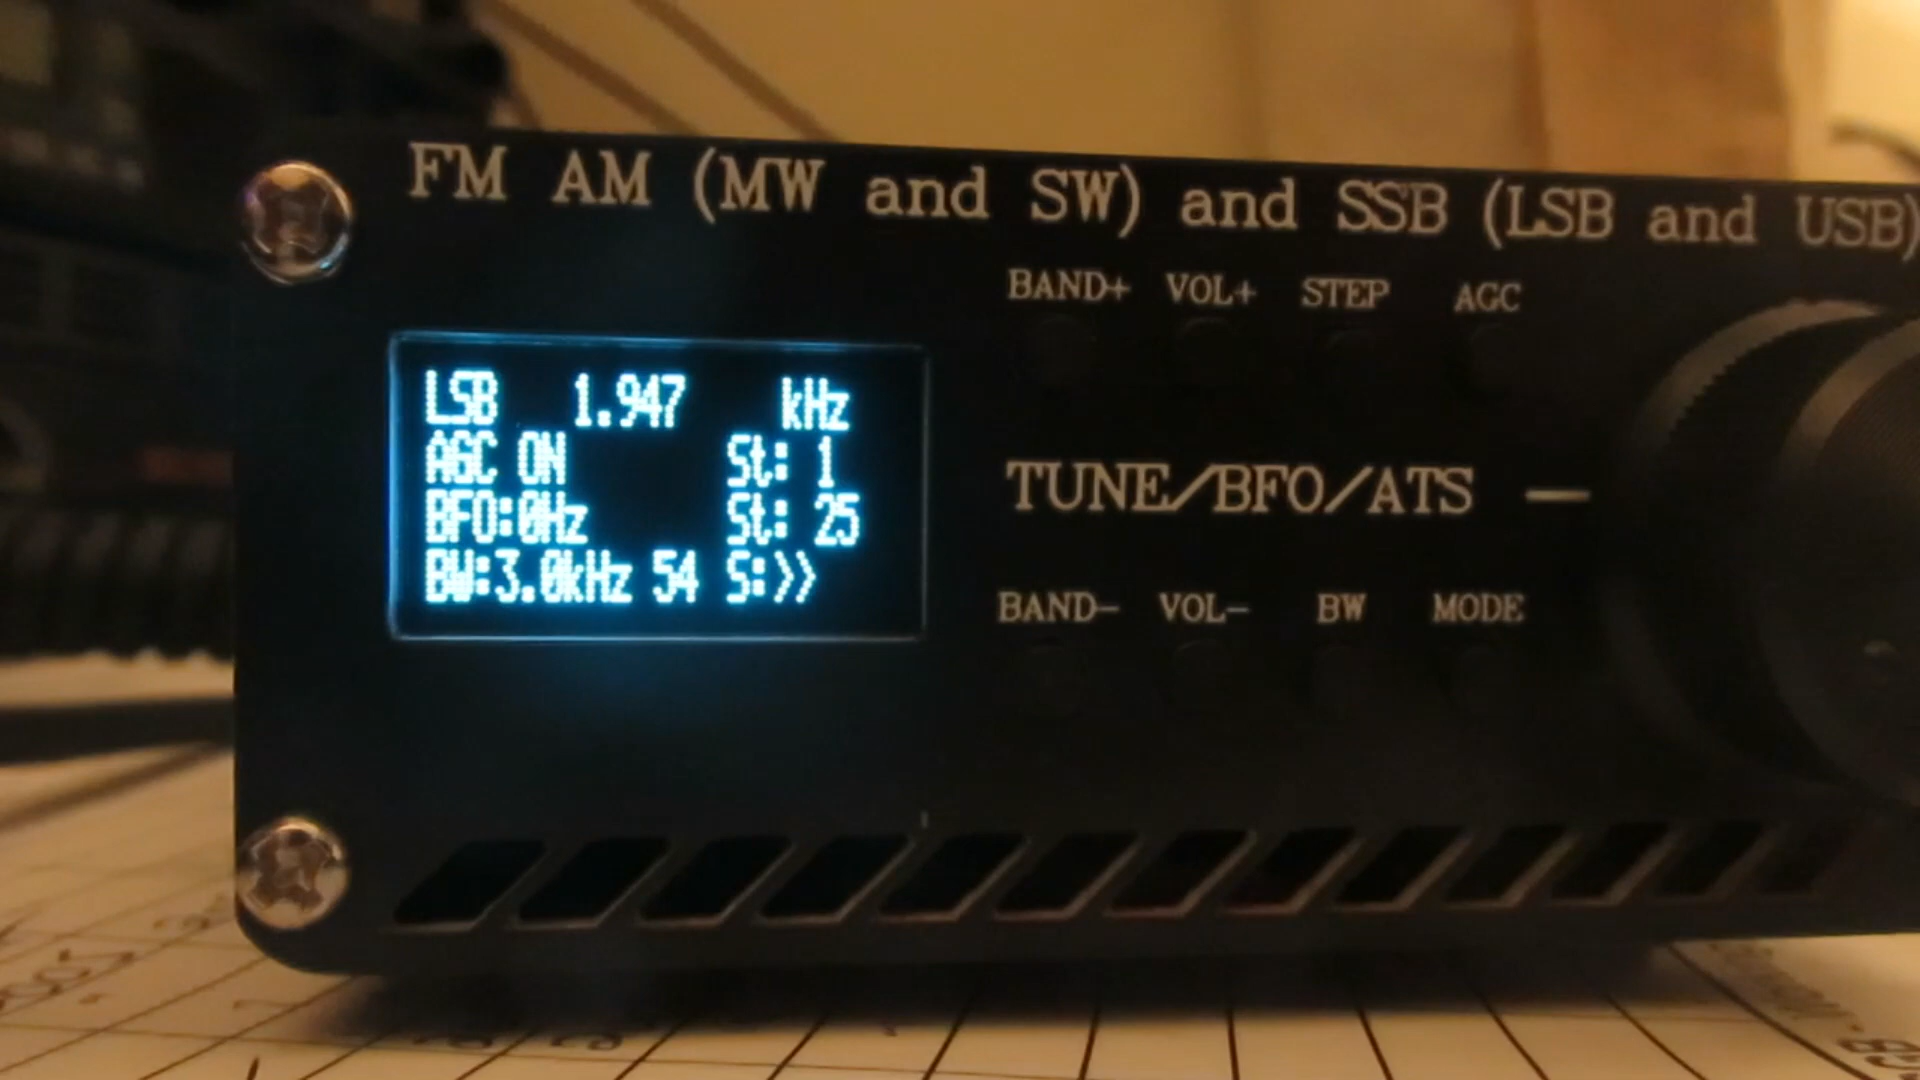 FM AM (MW and SW) and SSB (LSB and USB)
BAND+ VOL+ STEP AGC
LSB 1.947 kHz
AGC ON St: 1
BFO:0Hz St: 25
BW:3.0kHz 54 S:>>
TUNE/BFO/ATS —
BAND- VOL- BW MODE